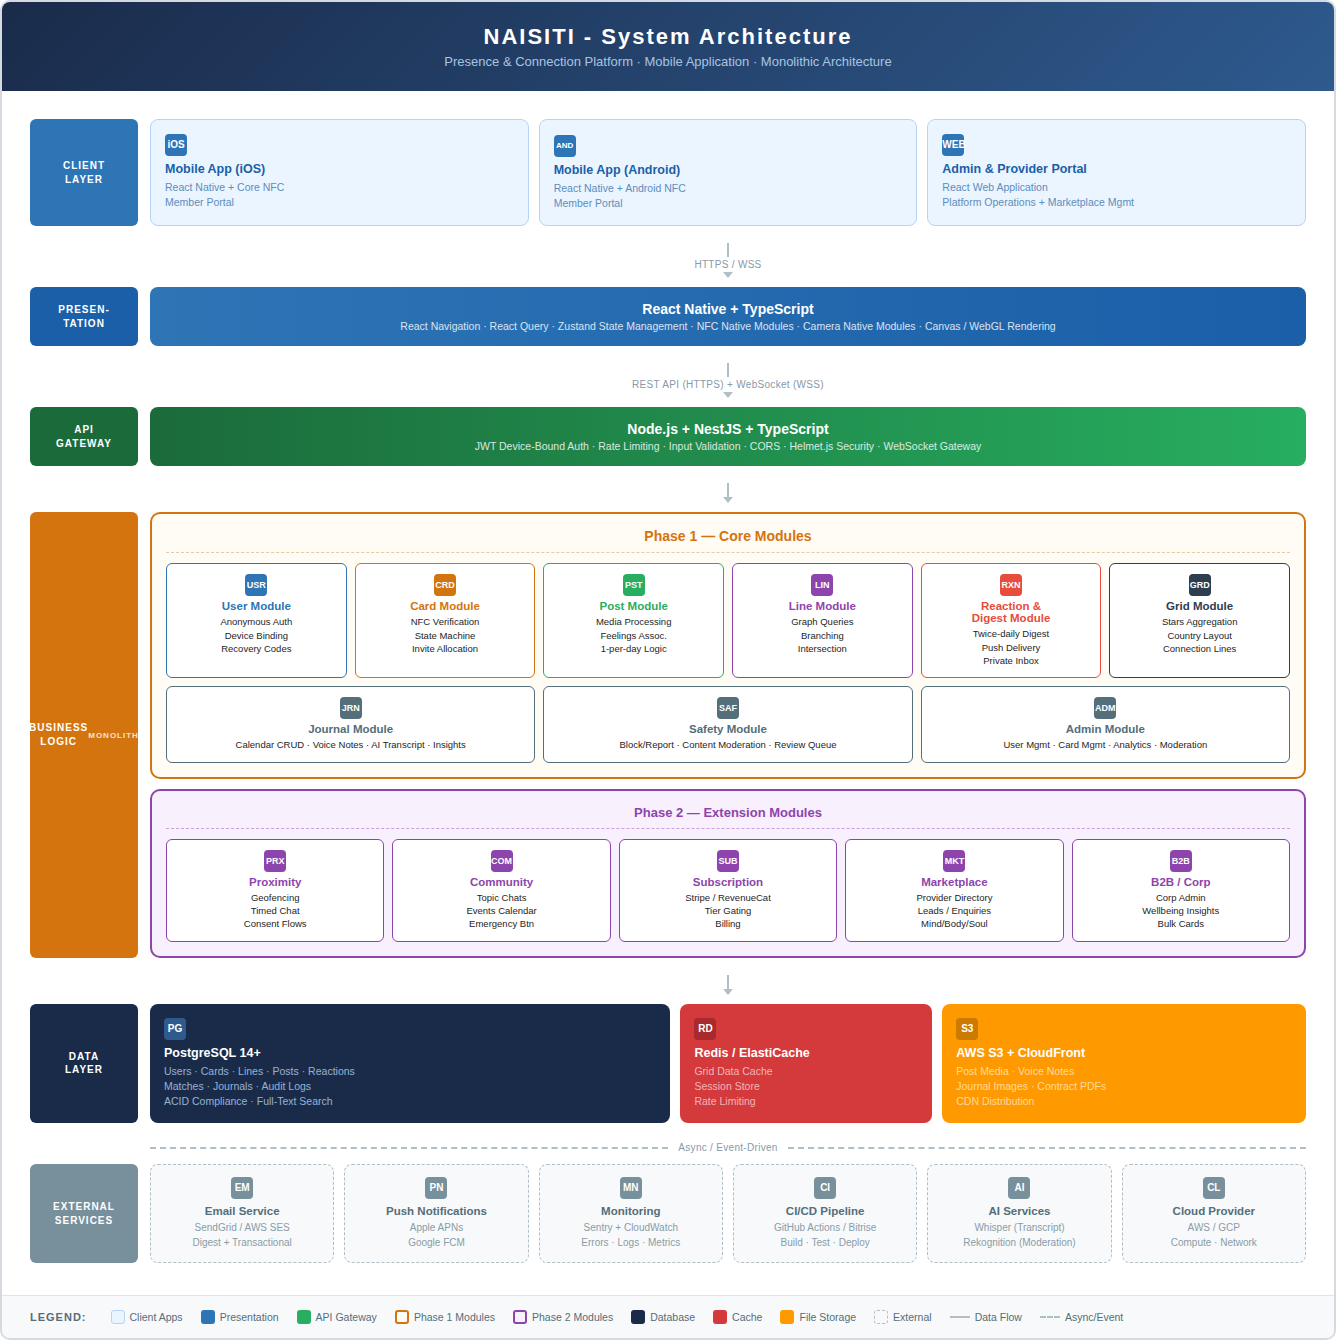 NAISITI - System Architecture
Presence & Connection Platform · Mobile Application · Monolithic Architecture
CLIENT
LAYER
iOS
Mobile App (iOS)
React Native + Core NFC
Member Portal
AND
Mobile App (Android)
React Native + Android NFC
Member Portal
WEB
Admin & Provider Portal
React Web Application
Platform Operations + Marketplace Mgmt
HTTPS / WSS
PRESEN-
TATION
React Native + TypeScript
React Navigation · React Query · Zustand State Management · NFC Native Modules · Camera Native Modules · Canvas / WebGL Rendering
REST API (HTTPS) + WebSocket (WSS)
API
GATEWAY
Node.js + NestJS + TypeScript
JWT Device-Bound Auth · Rate Limiting · Input Validation · CORS · Helmet.js Security · WebSocket Gateway
BUSINESS
LOGIC
MONOLITH
Phase 1 — Core Modules
USR
User Module
Anonymous Auth
Device Binding
Recovery Codes
CRD
Card Module
NFC Verification
State Machine
Invite Allocation
PST
Post Module
Media Processing
Feelings Assoc.
1-per-day Logic
LIN
Line Module
Graph Queries
Branching
Intersection
RXN
Reaction &
Digest Module
Twice-daily Digest
Push Delivery
Private Inbox
GRD
Grid Module
Stars Aggregation
Country Layout
Connection Lines
JRN
Journal Module
Calendar CRUD · Voice Notes · AI Transcript · Insights
SAF
Safety Module
Block/Report · Content Moderation · Review Queue
ADM
Admin Module
User Mgmt · Card Mgmt · Analytics · Moderation
Phase 2 — Extension Modules
PRX
Proximity
Geofencing
Timed Chat
Consent Flows
COM
Community
Topic Chats
Events Calendar
Emergency Btn
SUB
Subscription
Stripe / RevenueCat
Tier Gating
Billing
MKT
Marketplace
Provider Directory
Leads / Enquiries
Mind/Body/Soul
B2B
B2B / Corp
Corp Admin
Wellbeing Insights
Bulk Cards
DATA
LAYER
PG
PostgreSQL 14+
Users · Cards · Lines · Posts · Reactions
Matches · Journals · Audit Logs
ACID Compliance · Full-Text Search
RD
Redis / ElastiCache
Grid Data Cache
Session Store
Rate Limiting
S3
AWS S3 + CloudFront
Post Media · Voice Notes
Journal Images · Contract PDFs
CDN Distribution
Async / Event-Driven
EXTERNAL
SERVICES
EM
Email Service
SendGrid / AWS SES
Digest + Transactional
PN
Push Notifications
Apple APNs
Google FCM
MN
Monitoring
Sentry + CloudWatch
Errors · Logs · Metrics
CI
CI/CD Pipeline
GitHub Actions / Bitrise
Build · Test · Deploy
AI
AI Services
Whisper (Transcript)
Rekognition (Moderation)
CL
Cloud Provider
AWS / GCP
Compute · Network
LEGEND:
Client Apps
Presentation
API Gateway
Phase 1 Modules
Phase 2 Modules
Database
Cache
File Storage
External
Data Flow
Async/Event